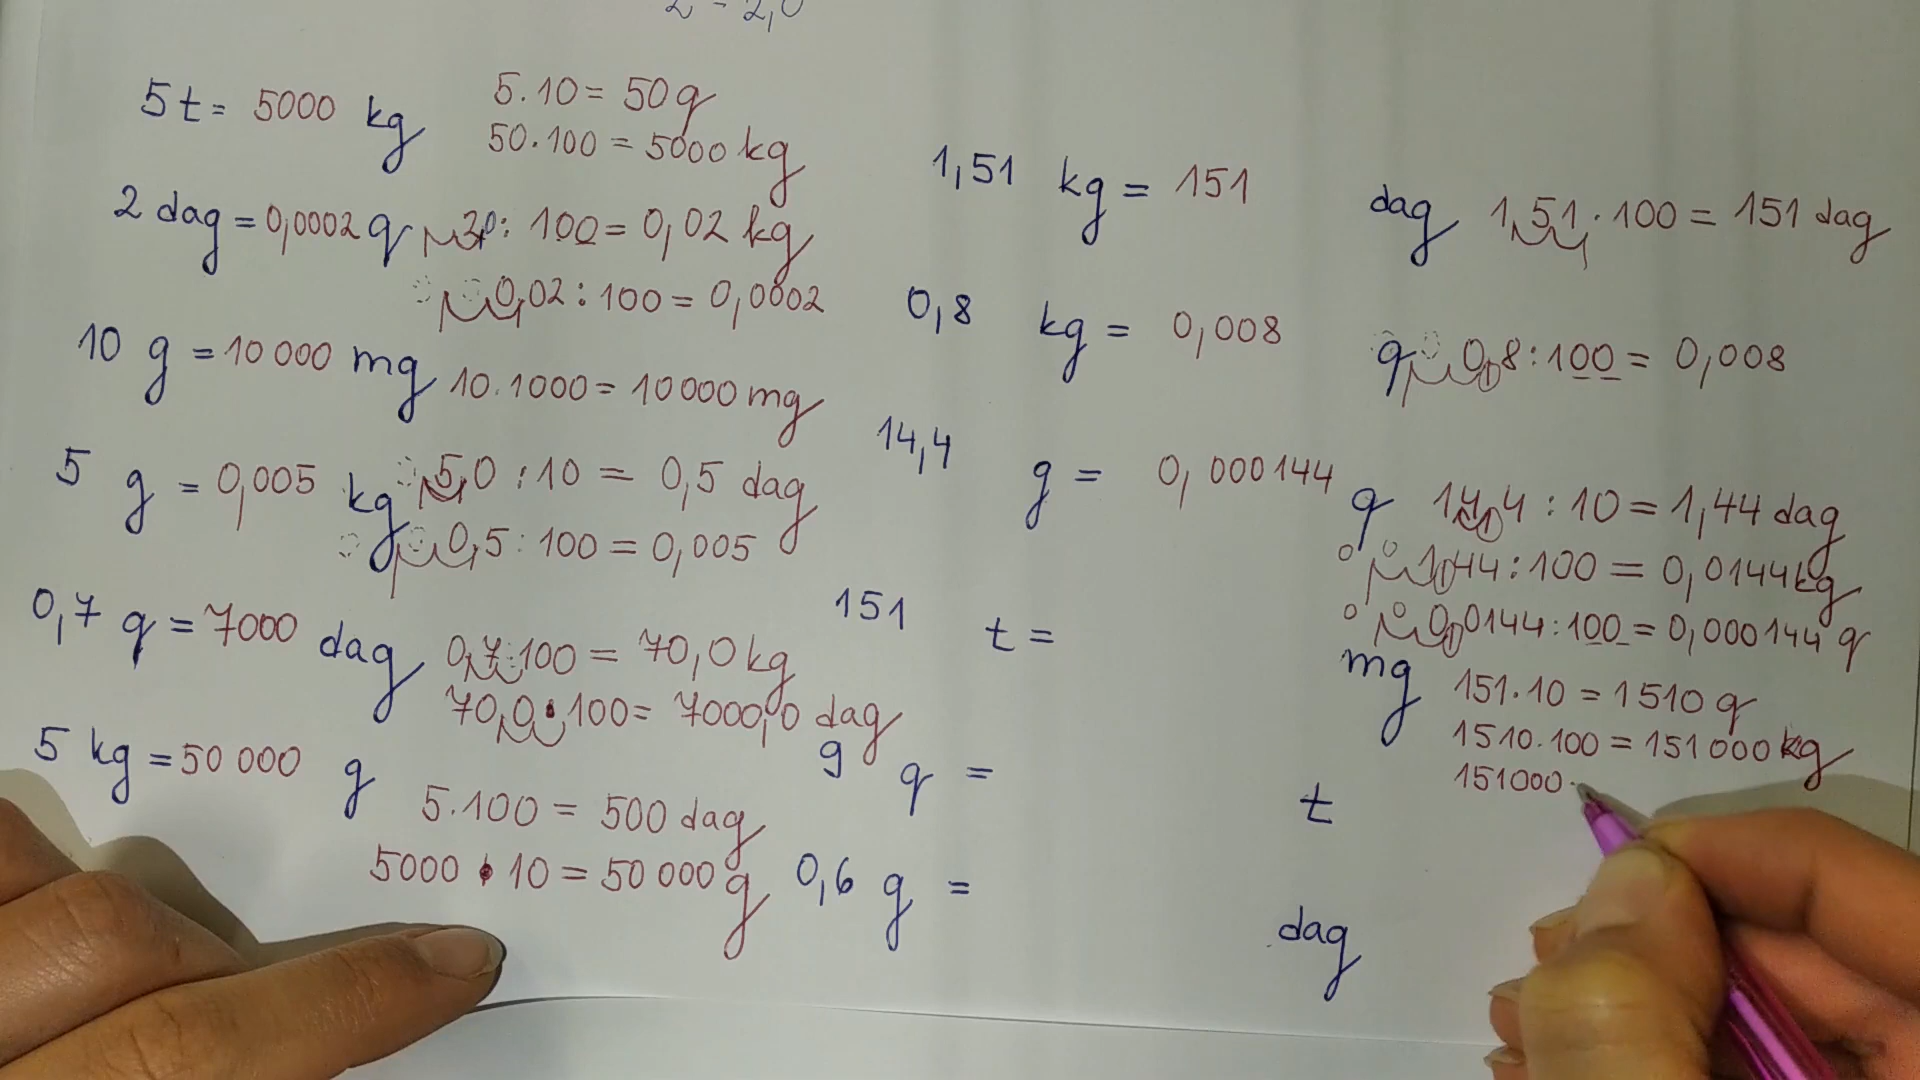 2 - 2,0
5t = 5000 kg 5.10 = 50q
50.100 = 5000 kg
2 dag = 0,0002 q : 100 = 0,02 kg
0,02 : 100 = 0,0002
10 g = 10 000 mg 10.1000 = 10 000 mg
5 g = 0,005 kg 5,0 : 10 = 0,5 dag
0,5 : 100 = 0,005
0,7 q = 7000 dag 0,7.100 = 70,0 kg
70,0.100 = 7000,0 dag
5 kg = 50 000 g 5.100 = 500 dag
5000 . 10 = 50 000 g
1,51 kg = 151 dag 1,51.100 = 151 dag
0,8 kg = 0,008 q 0,8 : 100 = 0,008
14,4 g = 0,000144 q 14,4 : 10 = 1,44 dag
1,44 : 100 = 0,0144 kg
0,0144 : 100 = 0,000144 q
151 t = mg 151.10 = 1510 q
1510.100 = 151 000 kg
151000.
9 q = t
0,6 g = dag